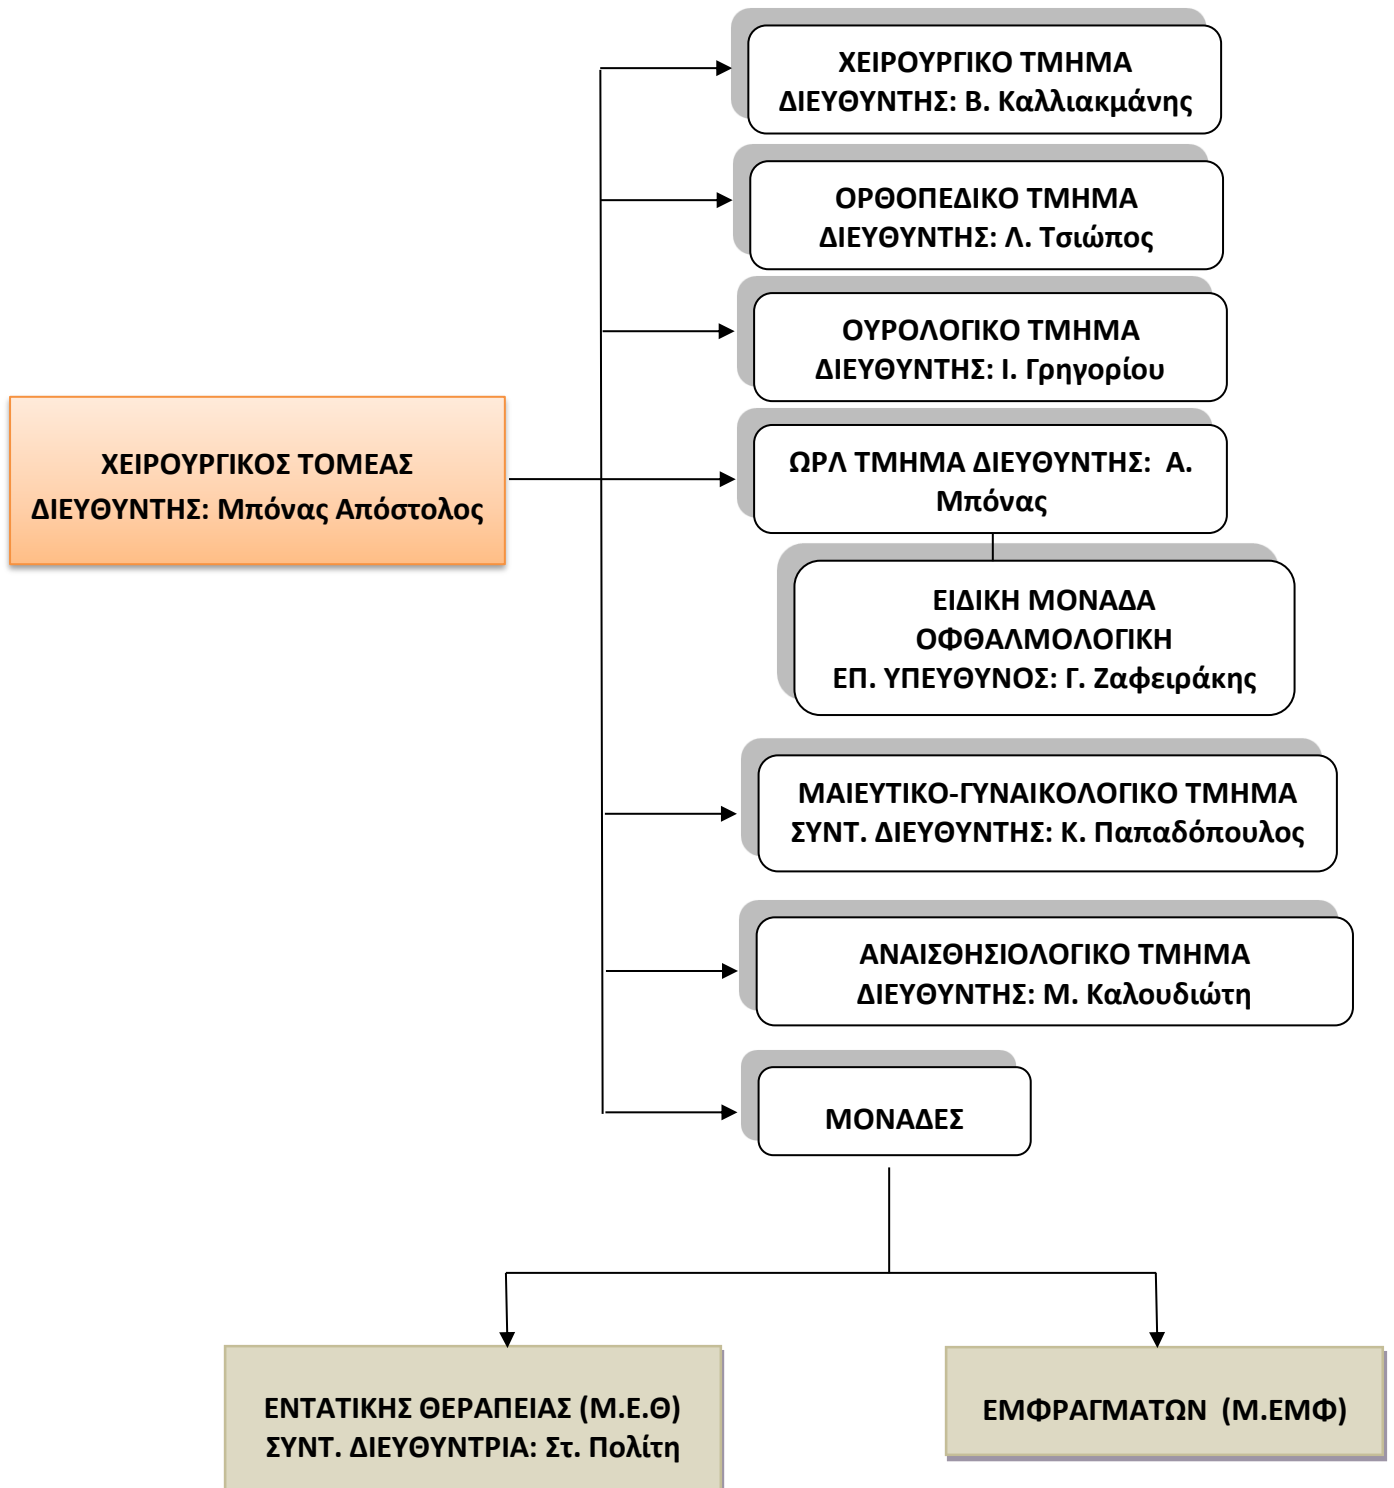 ΧΕΙΡΟΥΡΓΙΚΟ ΤΜΗΜΑ
ΔΙΕΥΘΥΝΤΗΣ: Β. Καλλιακμάνης
ΟΡΘΟΠΕΔΙΚΟ ΤΜΗΜΑ
ΔΙΕΥΘΥΝΤΗΣ: Λ. Τσιώπος
ΟΥΡΟΛΟΓΙΚΟ ΤΜΗΜΑ
ΔΙΕΥΘΥΝΤΗΣ: Ι. Γρηγορίου
ΧΕΙΡΟΥΡΓΙΚΟΣ ΤΟΜΕΑΣ
ΔΙΕΥΘΥΝΤΗΣ: Μπόνας Απόστολος
ΩΡΛ ΤΜΗΜΑ ΔΙΕΥΘΥΝΤΗΣ: Α.
Μπόνας
ΕΙΔΙΚΗ ΜΟΝΑΔΑ
ΟΦΘΑΛΜΟΛΟΓΙΚΗ
ΕΠ. ΥΠΕΥΘΥΝΟΣ: Γ. Ζαφειράκης
ΜΑΙΕΥΤΙΚΟ-ΓΥΝΑΙΚΟΛΟΓΙΚΟ ΤΜΗΜΑ
ΣΥΝΤ. ΔΙΕΥΘΥΝΤΗΣ: Κ. Παπαδόπουλος
ΑΝΑΙΣΘΗΣΙΟΛΟΓΙΚΟ ΤΜΗΜΑ
ΔΙΕΥΘΥΝΤΗΣ: Μ. Καλουδιώτη
ΜΟΝΑΔΕΣ
ΕΝΤΑΤΙΚΗΣ ΘΕΡΑΠΕΙΑΣ (Μ.Ε.Θ)
ΣΥΝΤ. ΔΙΕΥΘΥΝΤΡΙΑ: Στ. Πολίτη
ΕΜΦΡΑΓΜΑΤΩΝ (Μ.ΕΜΦ)